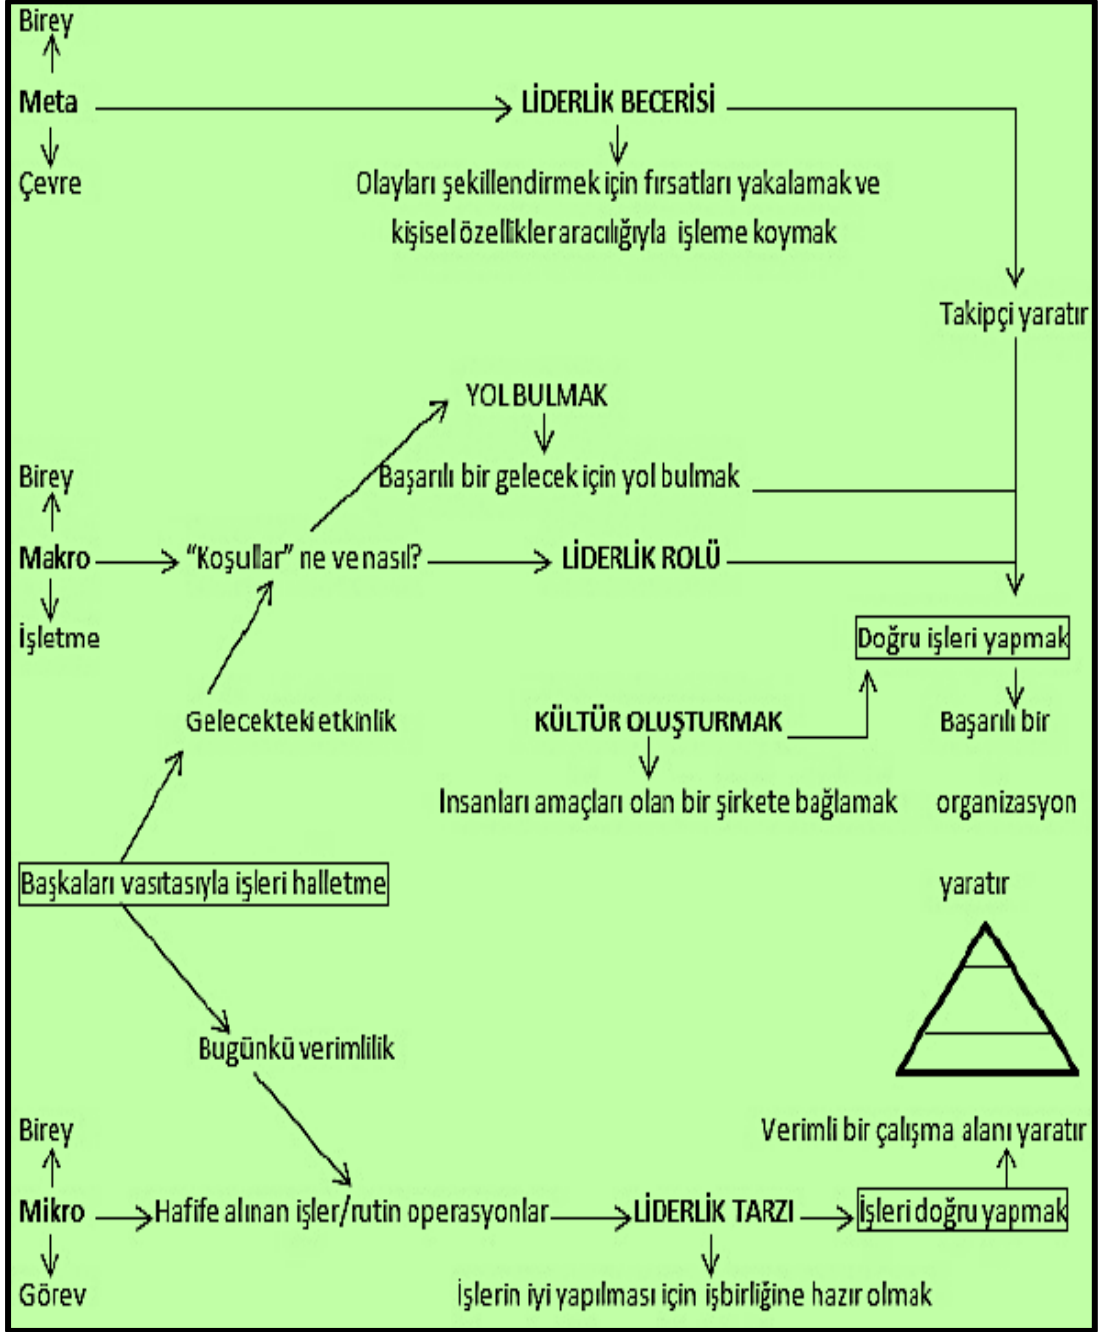 Birey
Meta
LİDERLİK BECERİSİ
Çevre
Olayları şekillendirmek için fırsatları yakalamak ve
kişisel özellikler aracılığıyla işleme koymak
Takipçi yaratır
YOL BULMAK
Başarılı bir gelecek için yol bulmak
Birey
Makro
“Koşullar” ne ve nasıl?
LİDERLİK ROLÜ
İşletme
Doğru işleri yapmak
Gelecekteki etkinlik
KÜLTÜR OLUŞTURMAK
Başarılı bir
İnsanları amaçları olan bir şirkete bağlamak
organizasyon
Başkaları vasıtasıyla işleri halletme
yaratır
Bugünkü verimlilik
Birey
Verimli bir çalışma alanı yaratır
Mikro
Hafife alınan işler/rutin operasyonlar
LİDERLİK TARZI
İşleri doğru yapmak
Görev
İşlerin iyi yapılması için işbirliğine hazır olmak